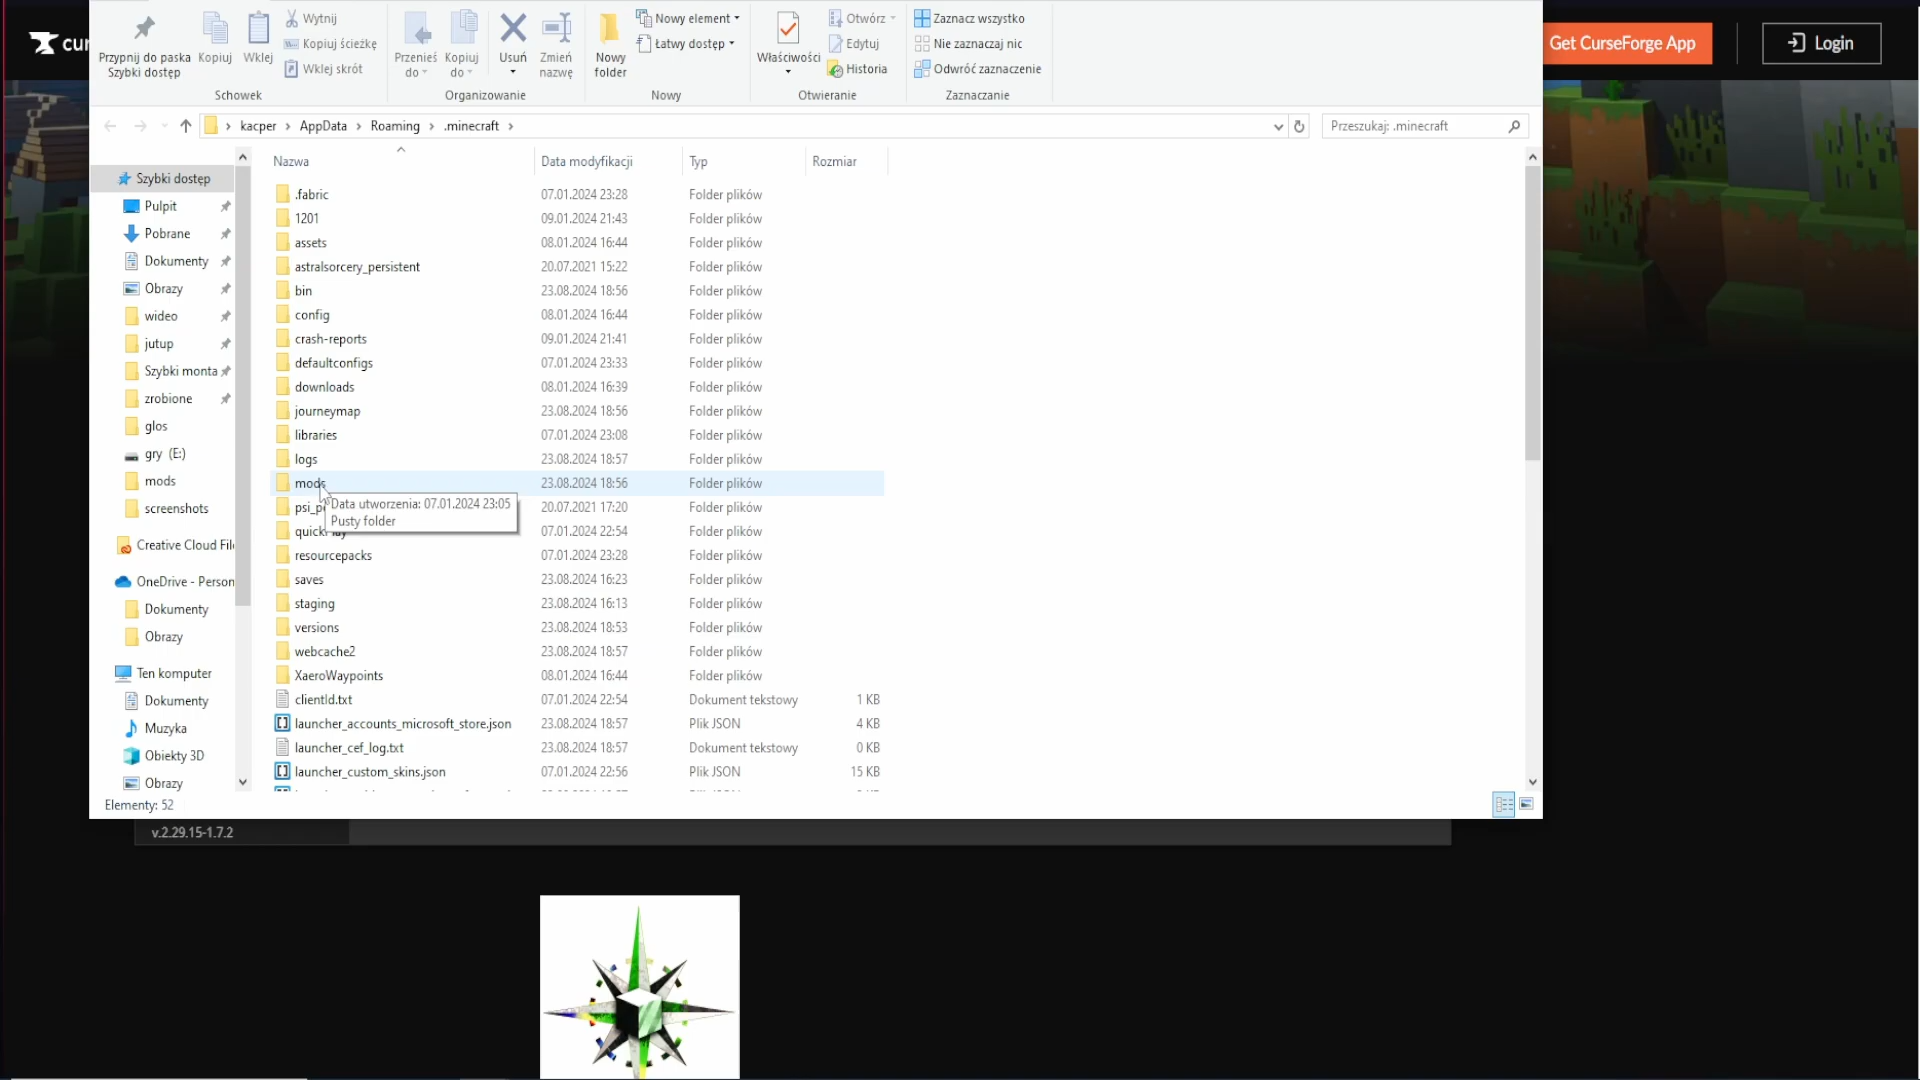 cur
Get CurseForge App
Login
Przypnij do paska
Szybki dostęp
Kopiuj
Wklej
Wytnij
Kopiuj ścieżkę
Wklej skrót
Schowek
Przenieś
do
Kopiuj
do
Usuń
Zmień
nazwę
Organizowanie
Nowy
folder
Nowy element
Łatwy dostęp
Nowy
Właściwości
Otwórz
Edytuj
Historia
Otwieranie
Zaznacz wszystko
Nie zaznaczaj nic
Odwróć zaznaczenie
Zaznaczanie
kacper > AppData > Roaming > .minecraft >
Przeszukaj: .minecraft
Szybki dostęp
Pulpit
Pobrane
Dokumenty
Obrazy
wideo
jutup
Szybki monta
zrobione
glos
gry (E:)
mods
screenshots
Creative Cloud Fil
OneDrive - Person
Dokumenty
Obrazy
Ten komputer
Dokumenty
Muzyka
Obiekty 3D
Obrazy
Nazwa Data modyfikacji Typ Rozmiar
.fabric 07.01.2024 23:28 Folder plików
1201 09.01.2024 21:43 Folder plików
assets 08.01.2024 16:44 Folder plików
astralsorcery_persistent 20.07.2021 15:22 Folder plików
bin 23.08.2024 18:56 Folder plików
config 08.01.2024 16:44 Folder plików
crash-reports 09.01.2024 21:41 Folder plików
defaultconfigs 07.01.2024 23:33 Folder plików
downloads 08.01.2024 16:39 Folder plików
journeymap 23.08.2024 18:56 Folder plików
libraries 07.01.2024 23:08 Folder plików
logs 23.08.2024 18:57 Folder plików
mods 23.08.2024 18:56 Folder plików
Data utworzenia: 07.01.2024 23:05
Pusty folder
psi_p 20.07.2021 17:20 Folder plików
07.01.2024 22:54 Folder plików
resourcepacks 07.01.2024 23:28 Folder plików
saves 23.08.2024 16:23 Folder plików
staging 23.08.2024 16:13 Folder plików
versions 23.08.2024 18:53 Folder plików
webcache2 23.08.2024 18:57 Folder plików
XaeroWaypoints 08.01.2024 16:44 Folder plików
clientId.txt 07.01.2024 22:54 Dokument tekstowy 1 KB
launcher_accounts_microsoft_store.json 23.08.2024 18:57 Plik JSON 4 KB
launcher_cef_log.txt 23.08.2024 18:57 Dokument tekstowy 0 KB
launcher_custom_skins.json 07.01.2024 22:56 Plik JSON 15 KB
Elementy: 52
v.2.29.15-1.7.2